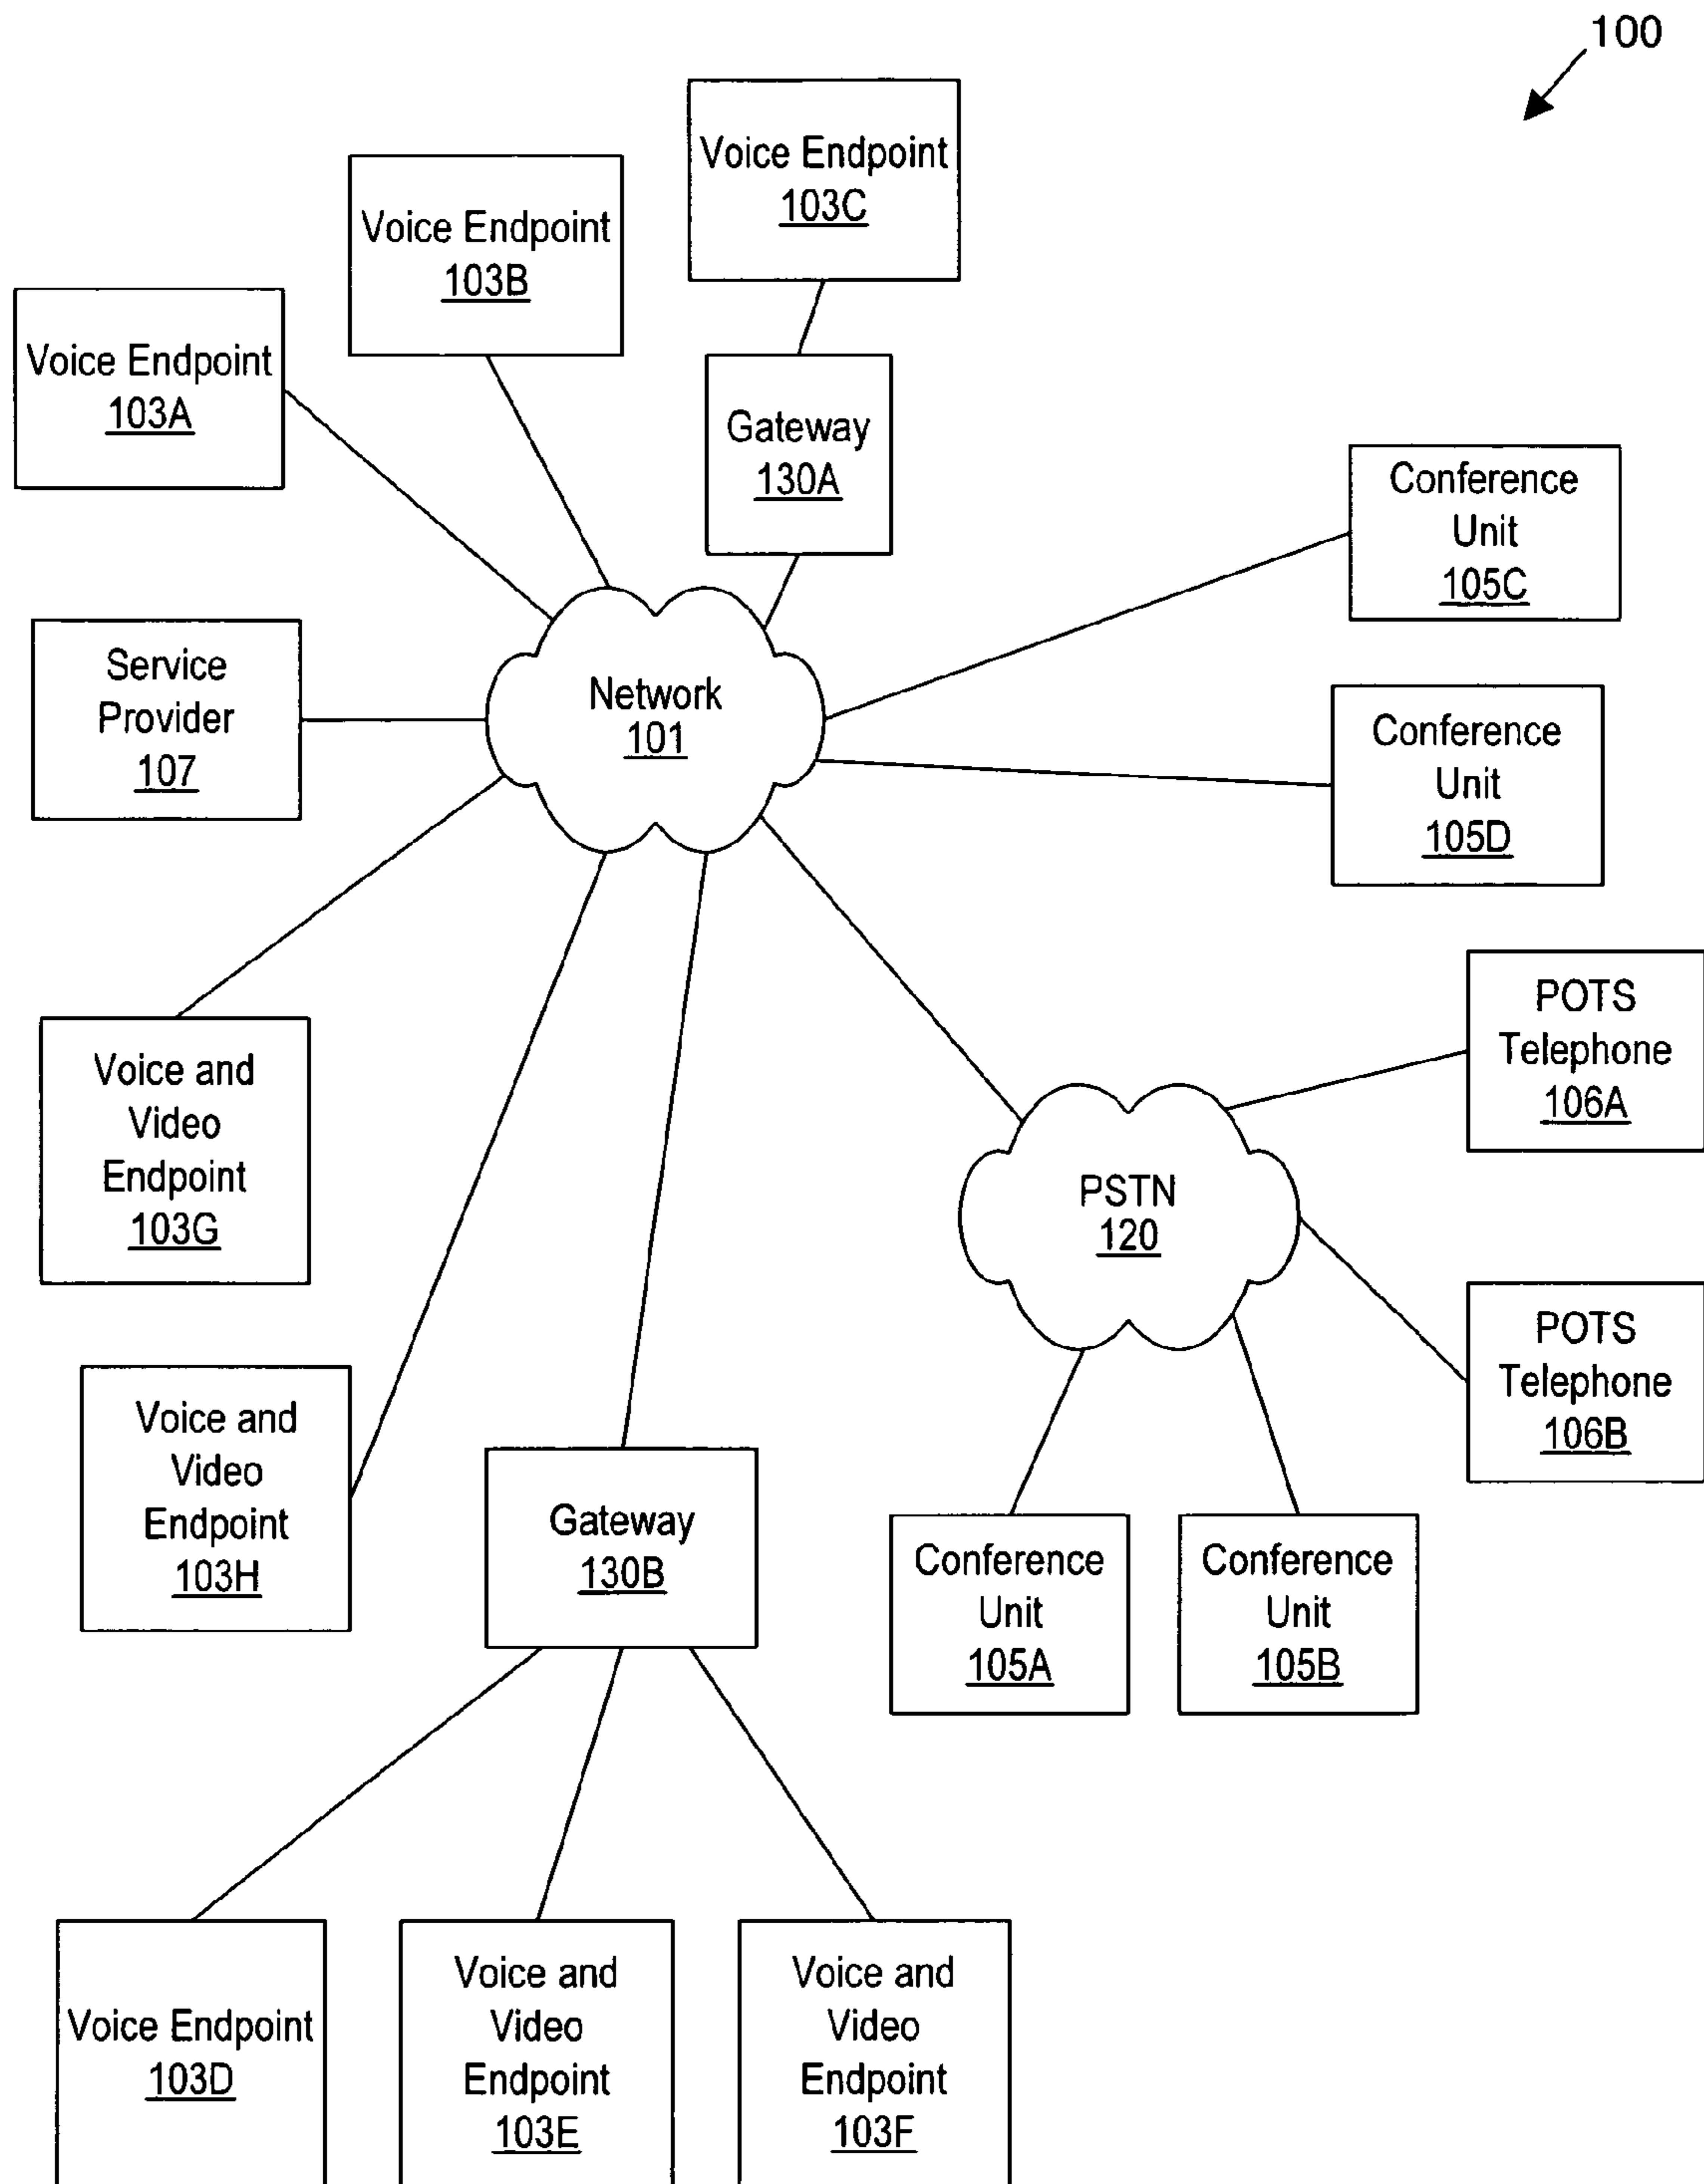 100
Voice Endpoint
103C
Voice Endpoint
103B
Voice Endpoint
103A
Gateway
130A
Conference
Unit
105C
Service
Provider
107
Network
101
Conference
Unit
105D
POTS
Telephone
106A
Voice and
Video
Endpoint
103G
PSTN
120
POTS
Telephone
106B
Voice and
Video
Endpoint
103H
Gateway
130B
Conference
Unit
105A
Conference
Unit
105B
Voice Endpoint
103D
Voice and
Video
Endpoint
103E
Voice and
Video
Endpoint
103F